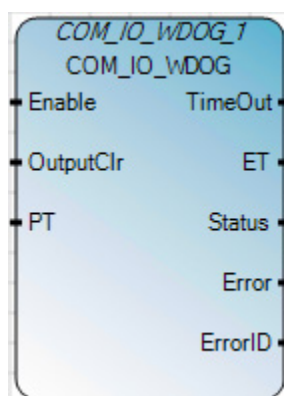 COM_IO_WDOG_1
COM_IO_WDOG
Enable TimeOut
OutputClr ET
PT Status
Error
ErrorID